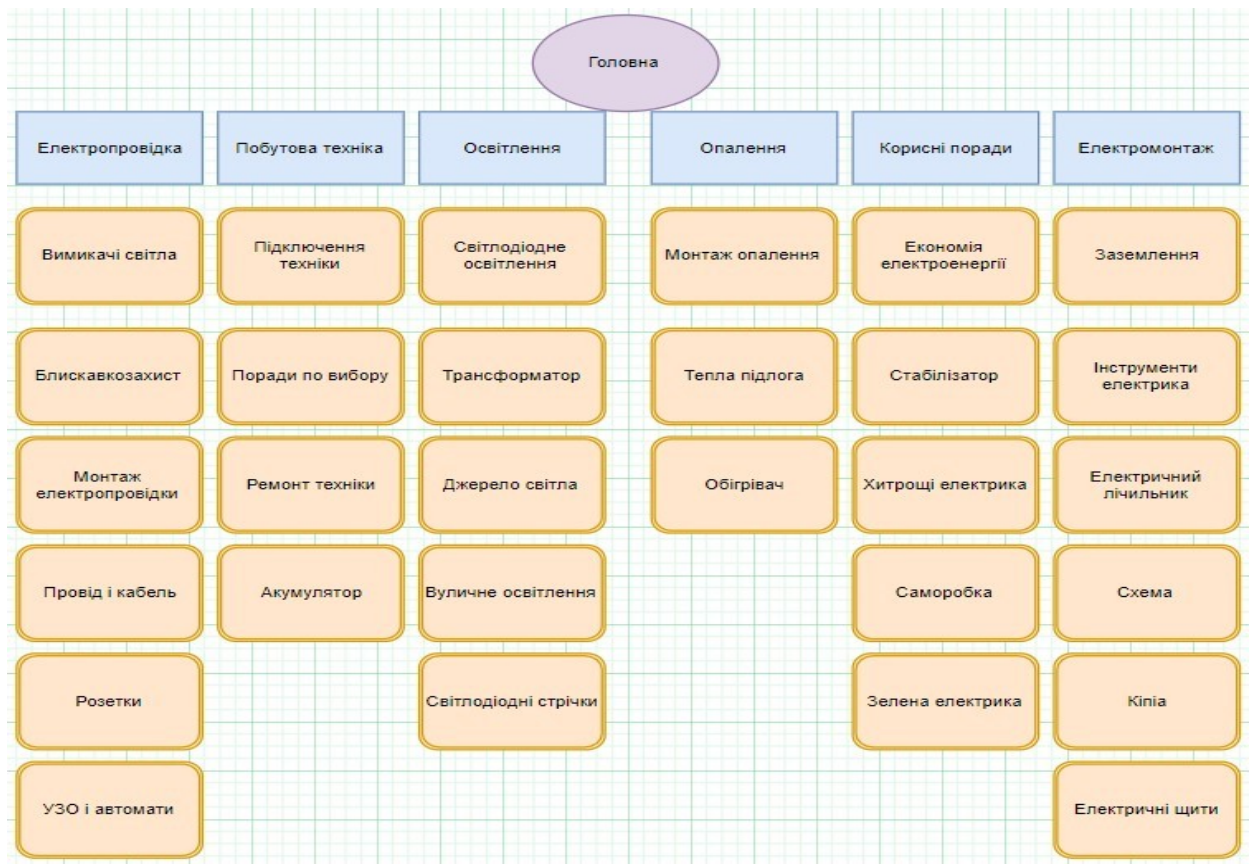 Головна
Електропровідка
Побутова техніка
Освітлення
Опалення
Корисні поради
Електромонтаж
Вимикачі світла
Підключення
техніки
Світлодіодне
освітлення
Монтаж опалення
Економія
електроенергії
Заземлення
Блискавкозахист
Поради по вибору
Трансформатор
Тепла підлога
Стабілізатор
Інструменти
електрика
Монтаж
електропровідки
Ремонт техніки
Джерело світла
Обігрівач
Хитрощі електрика
Електричний
лічильник
Провід і кабель
Акумулятор
Вуличне освітлення
Саморобка
Схема
Розетки
Світлодіодні стрічки
Зелена електрика
Кіпіа
УЗО і автомати
Електричні щити